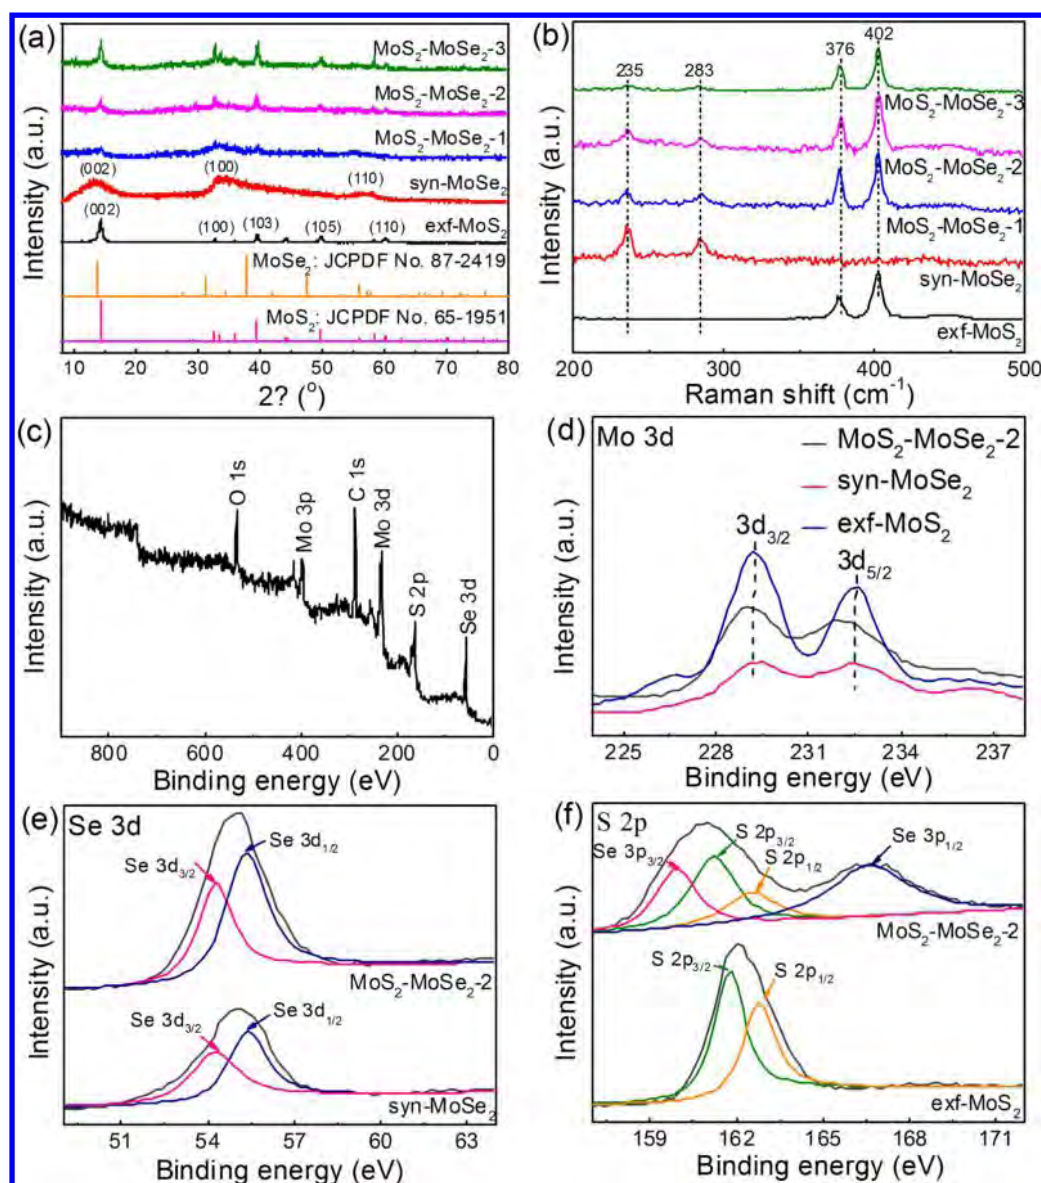 (a)
MoS2-MoSe2-3
MoS2-MoSe2-2
MoS2-MoSe2-1
(002) (100) (110)
syn-MoSe2
(002) (100) (103) (105) (110)
exf-MoS2
MoSe2: JCPDF No. 87-2419
MoS2: JCPDF No. 65-1951
Intensity (a.u.)
10 20 30 40 50 60 70 80
2? (o)
(b)
235 283 376 402
MoS2-MoSe2-3
MoS2-MoSe2-2
MoS2-MoSe2-1
syn-MoSe2
exf-MoS2
Intensity (a.u.)
200 300 400 500
Raman shift (cm-1)
(c)
O 1s
Mo 3p
C 1s
Mo 3d
S 2p
Se 3d
Intensity (a.u.)
800 600 400 200 0
Binding energy (eV)
(d) Mo 3d
MoS2-MoSe2-2
syn-MoSe2
exf-MoS2
3d3/2
3d5/2
Intensity (a.u.)
225 228 231 234 237
Binding energy (eV)
(e) Se 3d
Se 3d1/2
Se 3d3/2
MoS2-MoSe2-2
Se 3d3/2 Se 3d1/2
syn-MoSe2
Intensity (a.u.)
51 54 57 60 63
Binding energy (eV)
(f) S 2p
S 2p3/2
Se 3p3/2
S 2p1/2
Se 3p1/2
MoS2-MoSe2-2
S 2p3/2 S 2p1/2
exf-MoS2
Intensity (a.u.)
159 162 165 168 171
Binding energy (eV)